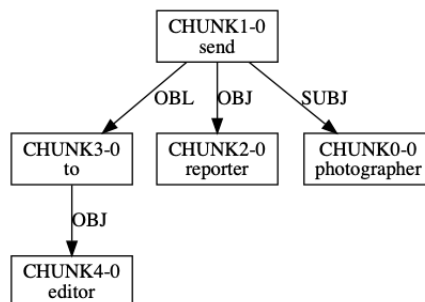 CHUNK1-0
send
OBL
OBJ
SUBJ
CHUNK3-0
to
CHUNK2-0
reporter
CHUNK0-0
photographer
OBJ
CHUNK4-0
editor